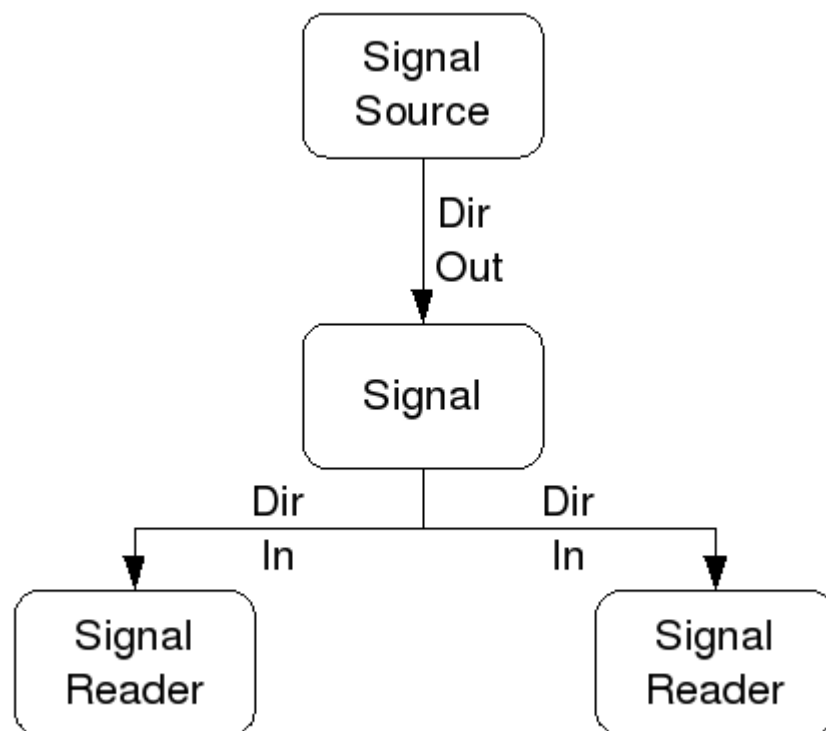 Signal
Source
Dir
Out
Signal
Dir
Dir
In
In
Signal
Reader
Signal
Reader